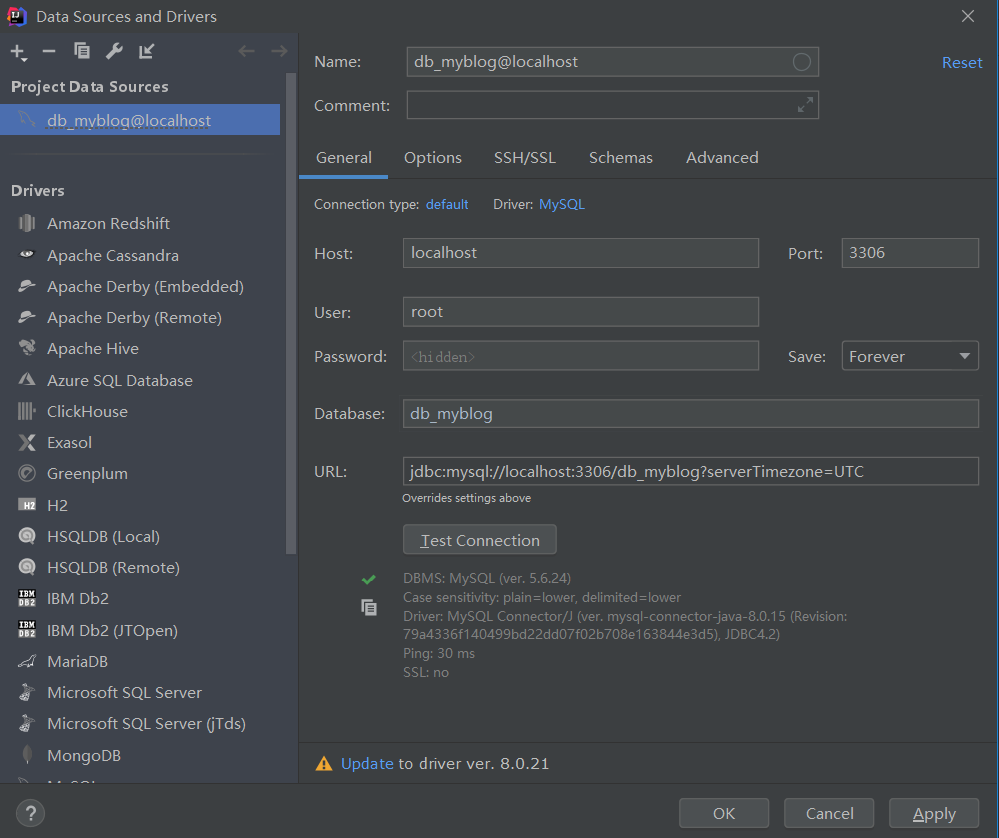 Data Sources and Drivers
Project Data Sources
db_myblog@localhost
Drivers
Amazon Redshift
Apache Cassandra
Apache Derby (Embedded)
Apache Derby (Remote)
Apache Hive
Azure SQL Database
ClickHouse
Exasol
Greenplum
H2
HSQLDB (Local)
HSQLDB (Remote)
IBM Db2
IBM Db2 (JTOpen)
MariaDB
Microsoft SQL Server
Microsoft SQL Server (jTds)
MongoDB
Name: db_myblog@localhost Reset
Comment:
General Options SSH/SSL Schemas Advanced
Connection type: default Driver: MySQL
Host: localhost Port: 3306
User: root
Password: <hidden> Save: Forever
Database: db_myblog
URL: jdbc:mysql://localhost:3306/db_myblog?serverTimezone=UTC
Overrides settings above
Test Connection
DBMS: MySQL (ver. 5.6.24)
Case sensitivity: plain=lower, delimited=lower
Driver: MySQL Connector/J (ver. mysql-connector-java-8.0.15 (Revision:
79a4336f140499bd22dd07f02b708e163844e3d5), JDBC4.2)
Ping: 30 ms
SSL: no
Update to driver ver. 8.0.21
? OK Cancel Apply